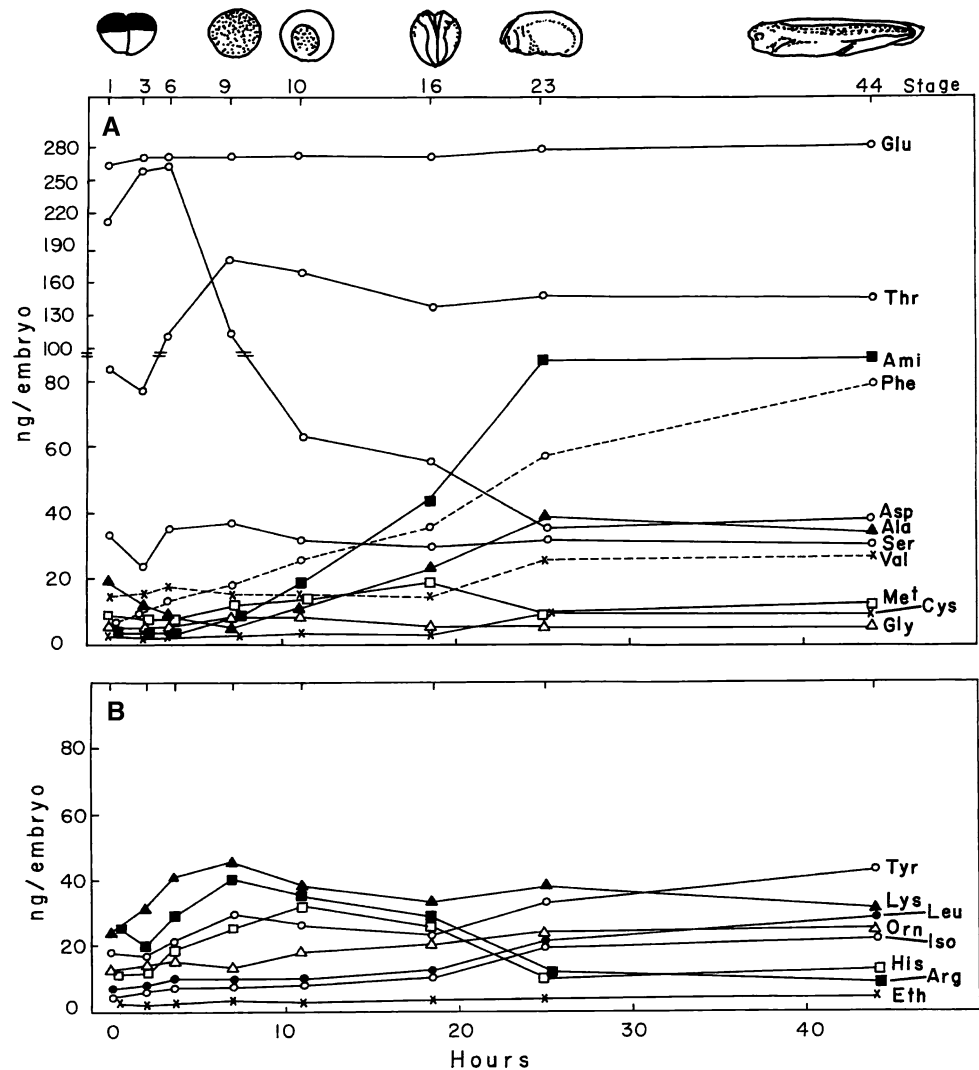 1 3 6 9 10 16 23 44 Stage
A
280
250
220
190
160
130
100
80
60
40
20
0
ng/embryo
Glu
Thr
Ami
Phe
Asp
Ala
Ser
Val
Met
Cys
Gly
B
80
60
40
20
0
ng/embryo
Tyr
Lys
Leu
Orn
Iso
His
Arg
Eth
0 10 20 30 40
Hours